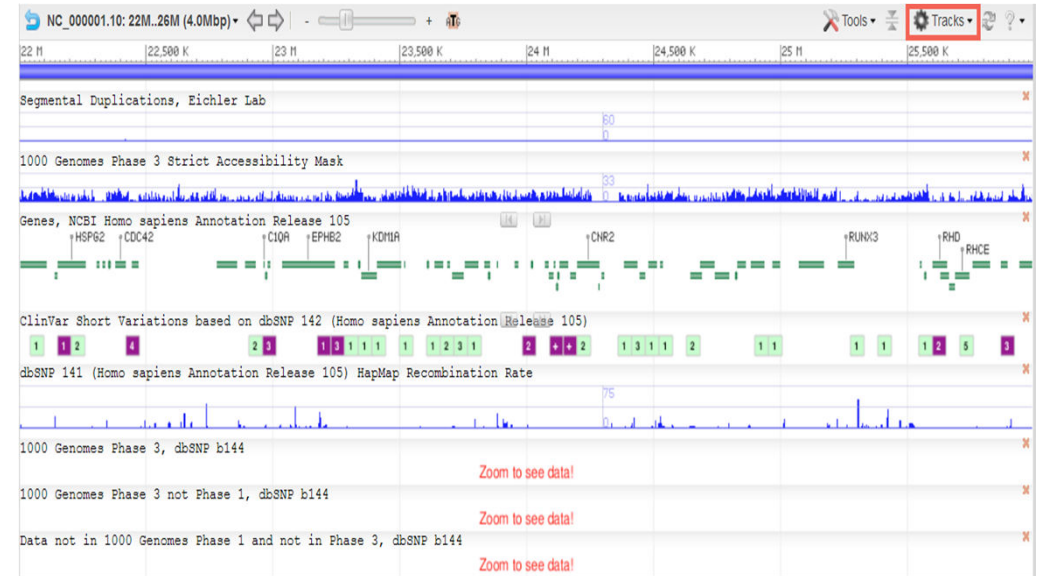 NC_000001.10: 22M..26M (4.0Mbp) - + ATG Tools Tracks ?
22 M 22,500 K 23 M 23,500 K 24 M 24,500 K 25 M 25,500 K
Segmental Duplications, Eichler Lab
60
0
1000 Genomes Phase 3 Strict Accessibility Mask
33
0
Genes, NCBI Homo sapiens Annotation Release 105
HSPG2 CDC42 C1QA EPHB2 KDM1A CNR2 RUNX3 RHD
RHCE
ClinVar Short Variations based on dbSNP 142 (Homo sapiens Annotation Release 105)
1 1 2 4 2 3 1 3 1 1 1 1 1 2 3 1 2 + + 2 1 3 1 1 2 1 1 1 1 1 2 5 3
dbSNP 141 (Homo sapiens Annotation Release 105) HapMap Recombination Rate
75
0
1000 Genomes Phase 3, dbSNP b144
Zoom to see data!
1000 Genomes Phase 3 not Phase 1, dbSNP b144
Zoom to see data!
Data not in 1000 Genomes Phase 1 and not in Phase 3, dbSNP b144
Zoom to see data!